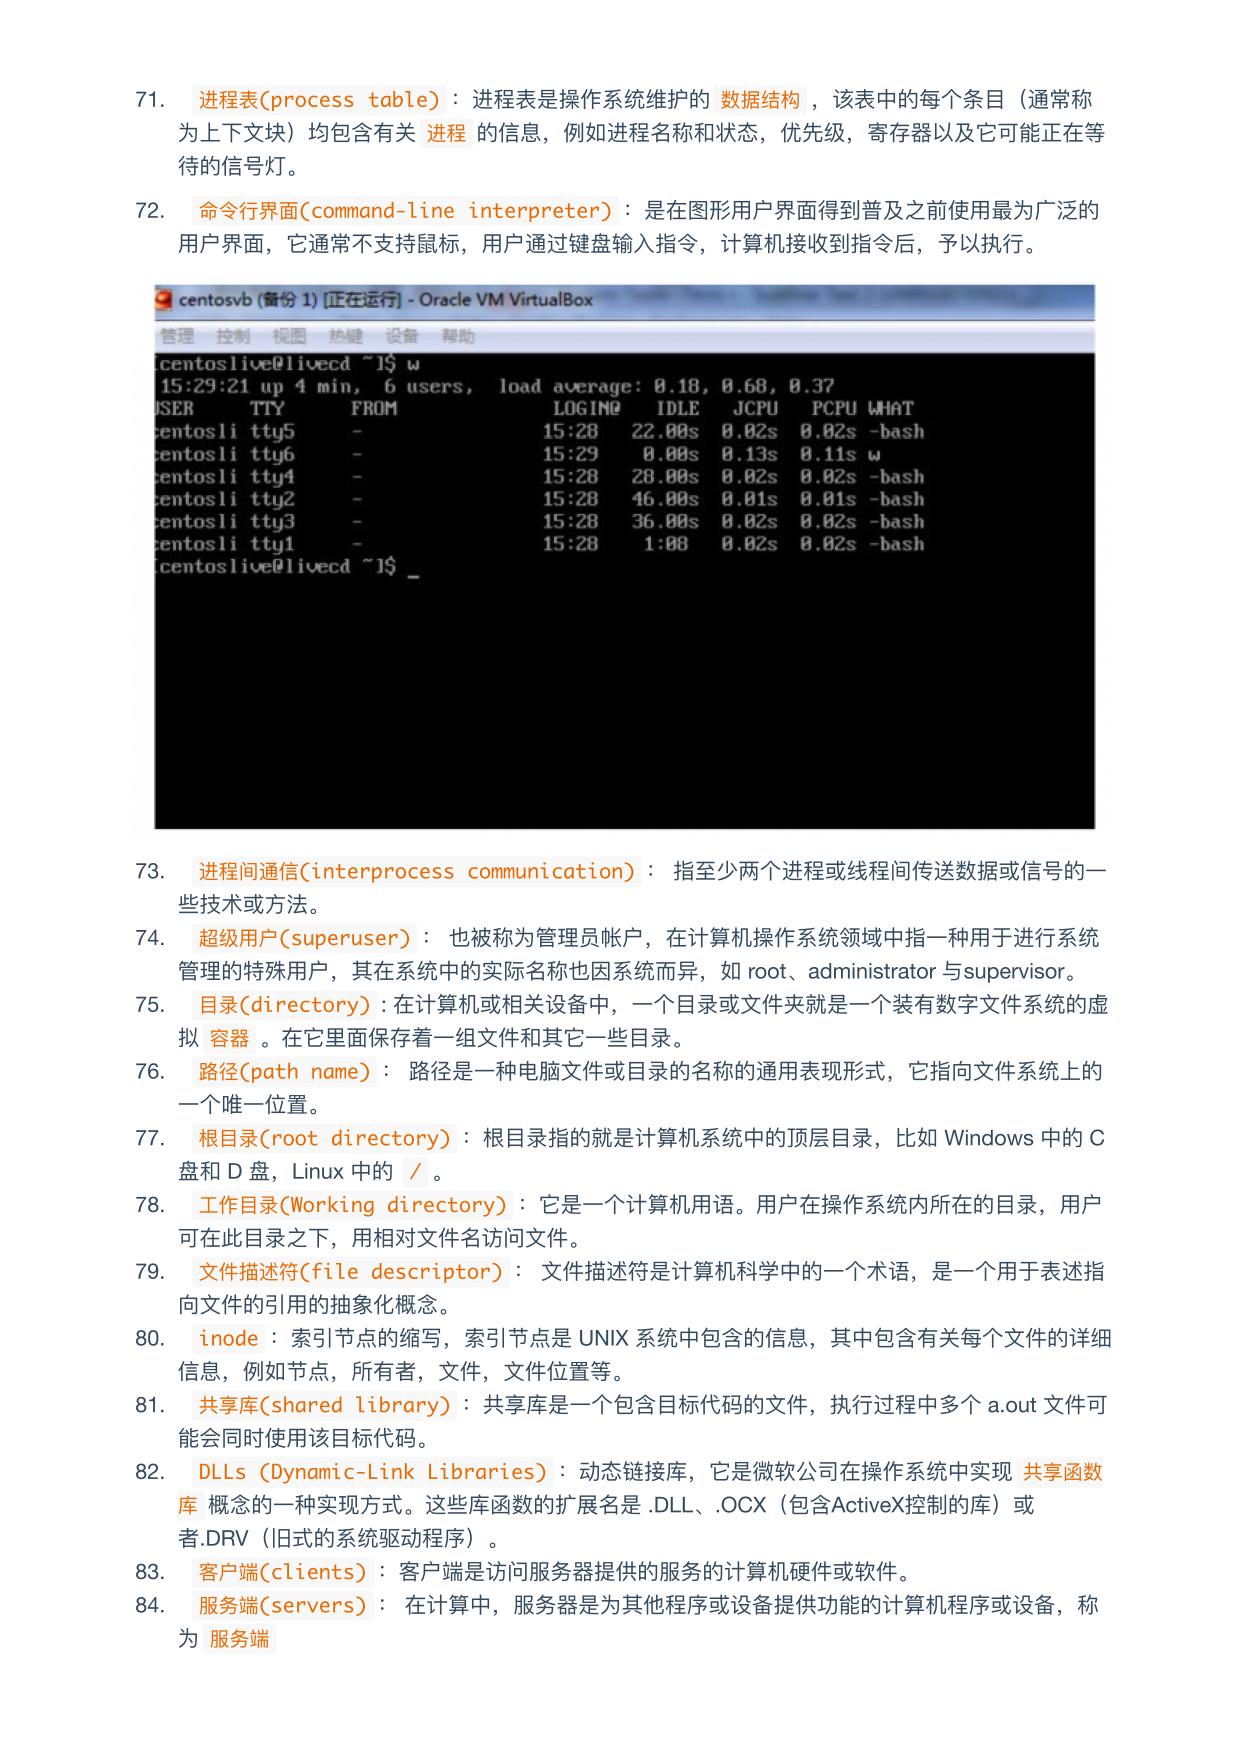 71. 进程表(process table) ：进程表是操作系统维护的 数据结构 ，该表中的每个条目（通常称
为上下文块）均包含有关 进程 的信息，例如进程名称和状态，优先级，寄存器以及它可能正在等
待的信号灯。
72. 命令行界面(command-line interpreter) ：是在图形用户界面得到普及之前使用最为广泛的
用户界面，它通常不支持鼠标，用户通过键盘输入指令，计算机接收到指令后，予以执行。
centosvb (备份 1) [正在运行] - Oracle VM VirtualBox
管理 控制 视图 热键 设备 帮助
[centoslive@livecd ~]$ w
15:29:21 up 4 min, 6 users, load average: 0.18, 0.68, 0.37
USER TTY FROM LOGIN@ IDLE JCPU PCPU WHAT
centosli tty5 - 15:28 22.00s 0.02s 0.02s -bash
centosli tty6 - 15:29 0.00s 0.13s 0.11s w
centosli tty4 - 15:28 28.00s 0.02s 0.02s -bash
centosli tty2 - 15:28 46.00s 0.01s 0.01s -bash
centosli tty3 - 15:28 36.00s 0.02s 0.02s -bash
centosli tty1 - 15:28 1:08 0.02s 0.02s -bash
[centoslive@livecd ~]$ _
73. 进程间通信(interprocess communication) ： 指至少两个进程或线程间传送数据或信号的一
些技术或方法。
74. 超级用户(superuser) ： 也被称为管理员帐户，在计算机操作系统领域中指一种用于进行系统
管理的特殊用户，其在系统中的实际名称也因系统而异，如 root、administrator 与supervisor。
75. 目录(directory) : 在计算机或相关设备中，一个目录或文件夹就是一个装有数字文件系统的虚
拟 容器 。在它里面保存着一组文件和其它一些目录。
76. 路径(path name) ： 路径是一种电脑文件或目录的名称的通用表现形式，它指向文件系统上的
一个唯一位置。
77. 根目录(root directory) ：根目录指的就是计算机系统中的顶层目录，比如 Windows 中的 C
盘和 D 盘，Linux 中的 / 。
78. 工作目录(Working directory) ：它是一个计算机用语。用户在操作系统内所在的目录，用户
可在此目录之下，用相对文件名访问文件。
79. 文件描述符(file descriptor) ： 文件描述符是计算机科学中的一个术语，是一个用于表述指
向文件的引用的抽象化概念。
80. inode ：索引节点的缩写，索引节点是 UNIX 系统中包含的信息，其中包含有关每个文件的详细
信息，例如节点，所有者，文件，文件位置等。
81. 共享库(shared library) ：共享库是一个包含目标代码的文件，执行过程中多个 a.out 文件可
能会同时使用该目标代码。
82. DLLs (Dynamic-Link Libraries) ：动态链接库，它是微软公司在操作系统中实现 共享函数
库 概念的一种实现方式。这些库函数的扩展名是 .DLL、.OCX（包含ActiveX控制的库）或
者.DRV（旧式的系统驱动程序）。
83. 客户端(clients) ：客户端是访问服务器提供的服务的计算机硬件或软件。
84. 服务端(servers) ： 在计算中，服务器是为其他程序或设备提供功能的计算机程序或设备，称
为 服务端